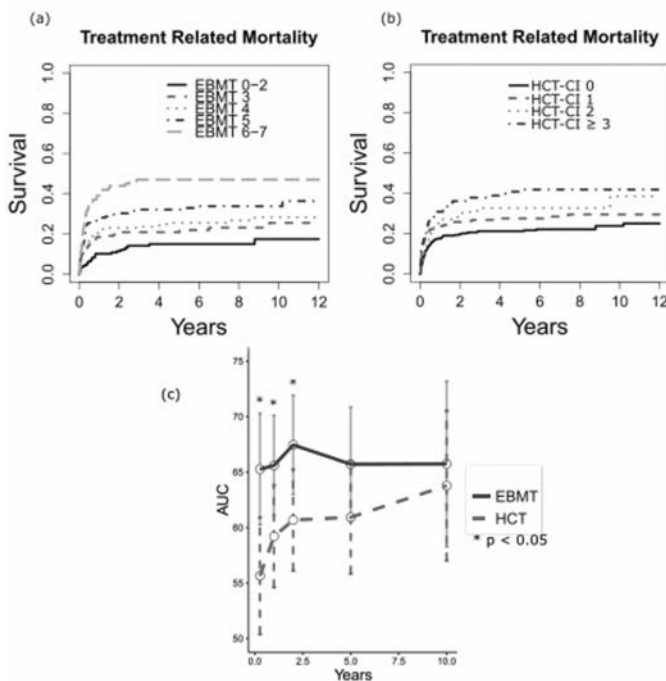 (a)
Treatment Related Mortality
Survival
1.0
0.8
0.6
0.4
0.2
0.0
EBMT 0-2
EBMT 3
EBMT 4
EBMT 5
EBMT 6-7
0 2 4 6 8 10 12
Years
(b)
Treatment Related Mortality
Survival
1.0
0.8
0.6
0.4
0.2
0.0
HCT-CI 0
HCT-CI 1
HCT-CI 2
HCT-CI ≥ 3
0 2 4 6 8 10 12
Years
(c)
AUC
75
70
65
60
55
50
* * *
EBMT
HCT
* p < 0.05
0.0 2.5 5.0 7.5 10.0
Years